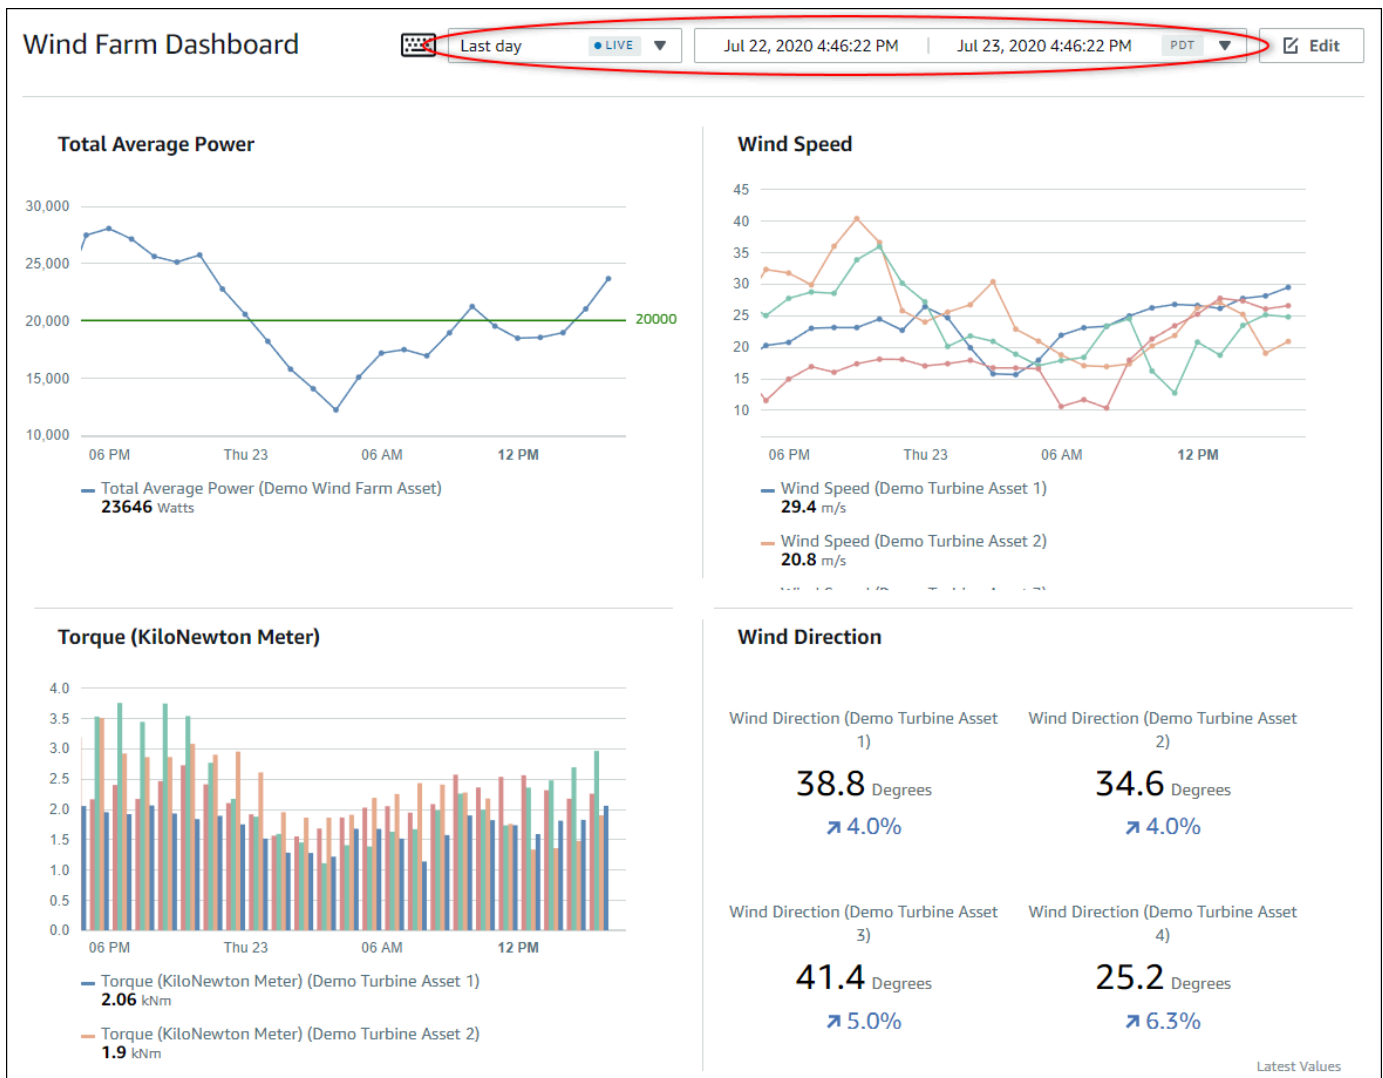 Wind Farm Dashboard
Last day LIVE
Jul 22, 2020 4:46:22 PM Jul 23, 2020 4:46:22 PM PDT
Edit
Total Average Power
30,000
25,000
20,000
15,000
10,000
20000
06 PM Thu 23 06 AM 12 PM
Total Average Power (Demo Wind Farm Asset)
23646 Watts
Wind Speed
45
40
35
30
25
20
15
10
06 PM Thu 23 06 AM 12 PM
Wind Speed (Demo Turbine Asset 1)
29.4 m/s
Wind Speed (Demo Turbine Asset 2)
20.8 m/s
Torque (KiloNewton Meter)
4.0
3.5
3.0
2.5
2.0
1.5
1.0
0.5
0.0
06 PM Thu 23 06 AM 12 PM
Torque (KiloNewton Meter) (Demo Turbine Asset 1)
2.06 kNm
Torque (KiloNewton Meter) (Demo Turbine Asset 2)
1.9 kNm
Wind Direction
Wind Direction (Demo Turbine Asset
1)
38.8 Degrees
4.0%
Wind Direction (Demo Turbine Asset
2)
34.6 Degrees
4.0%
Wind Direction (Demo Turbine Asset
3)
41.4 Degrees
5.0%
Wind Direction (Demo Turbine Asset
4)
25.2 Degrees
6.3%
Latest Values